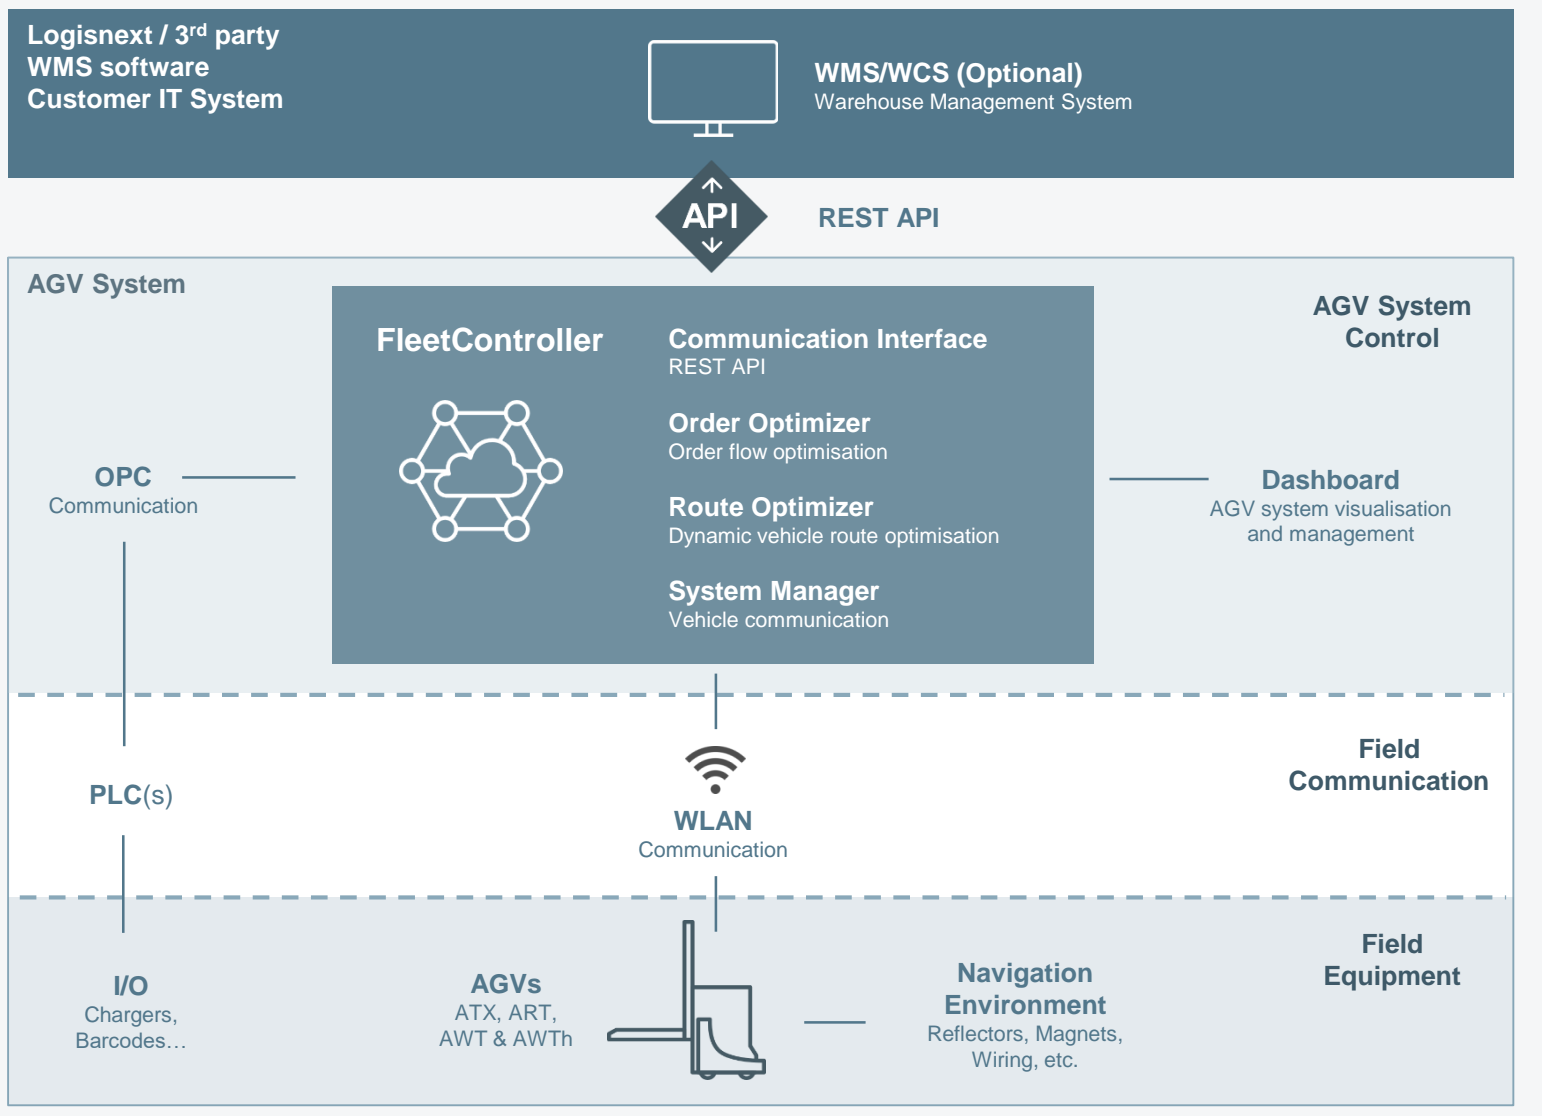 Logisnext / 3rd party
WMS software
Customer IT System
WMS/WCS (Optional)
Warehouse Management System
API
REST API
AGV System
AGV System
Control
FleetController
Communication Interface
REST API
Order Optimizer
Order flow optimisation
Route Optimizer
Dynamic vehicle route optimisation
System Manager
Vehicle communication
OPC
Communication
Dashboard
AGV system visualisation
and management
PLC(s)
WLAN
Communication
Field
Communication
I/O
Chargers,
Barcodes…
AGVs
ATX, ART,
AWT & AWTh
Navigation
Environment
Reflectors, Magnets,
Wiring, etc.
Field
Equipment